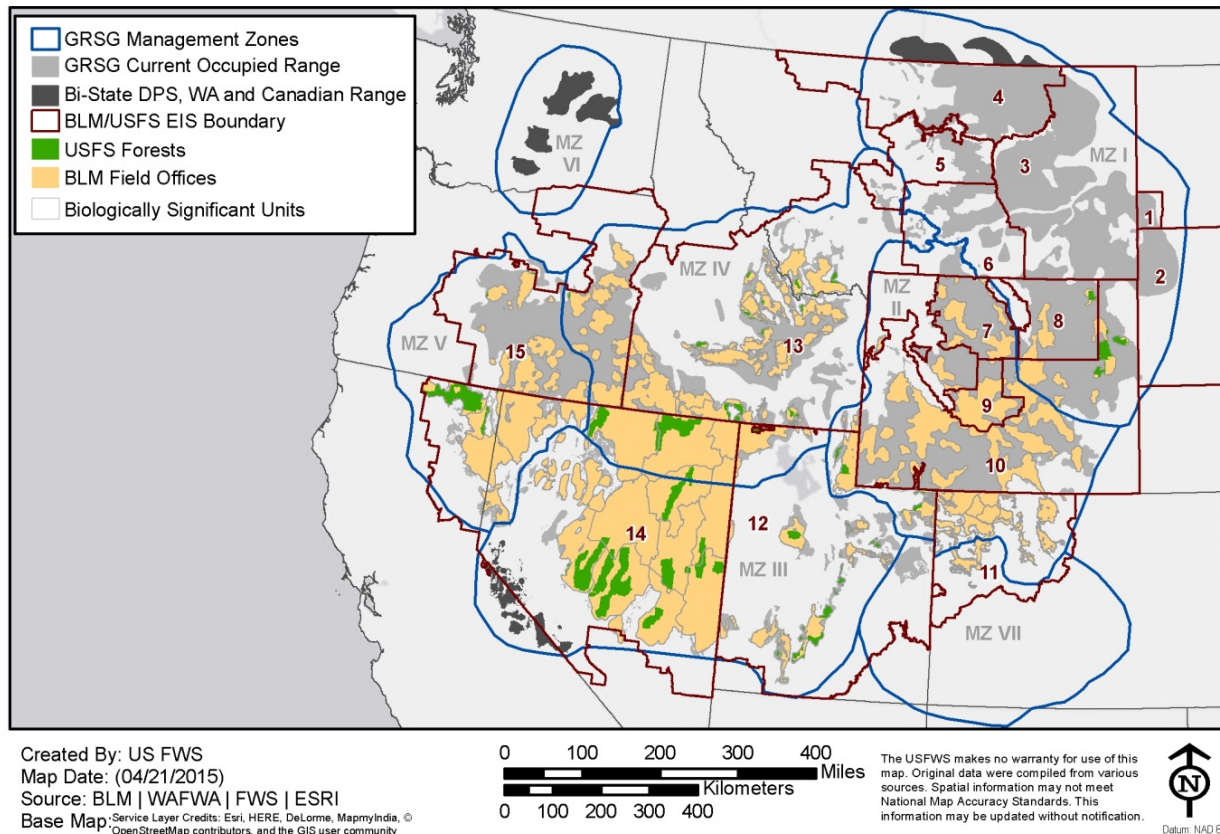 GRSG Management Zones
GRSG Current Occupied Range
Bi-State DPS, WA and Canadian Range
BLM/USFS EIS Boundary
USFS Forests
BLM Field Offices
Biologically Significant Units
MZ
VI
4
5
3
MZ I
1
2
6
MZ IV
MZ
II
7
8
MZ V
15
13
9
10
14
12
MZ III
11
MZ VII
Created By: US FWS
Map Date: (04/21/2015)
Source: BLM | WAFWA | FWS | ESRI
Base Map: Service Layer Credits: Esri, HERE, DeLorme, MapmyIndia, ©
OpenStreetMap contributors, and the GIS user community
0 100 200 300 400
Miles
Kilometers
0 100 200 300 400
The USFWS makes no warranty for use of this
map. Original data were compiled from various
sources. Spatial information may not meet
National Map Accuracy Standards. This
information may be updated without notification.
N
Datum: NAD